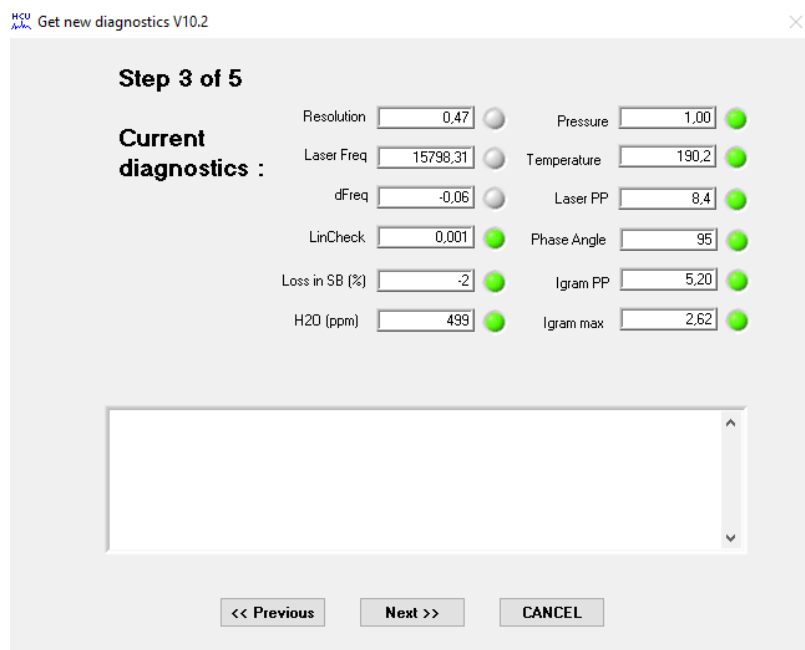 HCU Get new diagnostics V10.2
Step 3 of 5
Current
diagnostics :
Resolution 0,47
Laser Freq 15798,31
dFreq -0,06
LinCheck 0,001
Loss in SB (%) -2
H2O (ppm) 499
Pressure 1,00
Temperature 190,2
Laser PP 8,4
Phase Angle 95
Igram PP 5,20
Igram max 2,62
<< Previous Next >> CANCEL